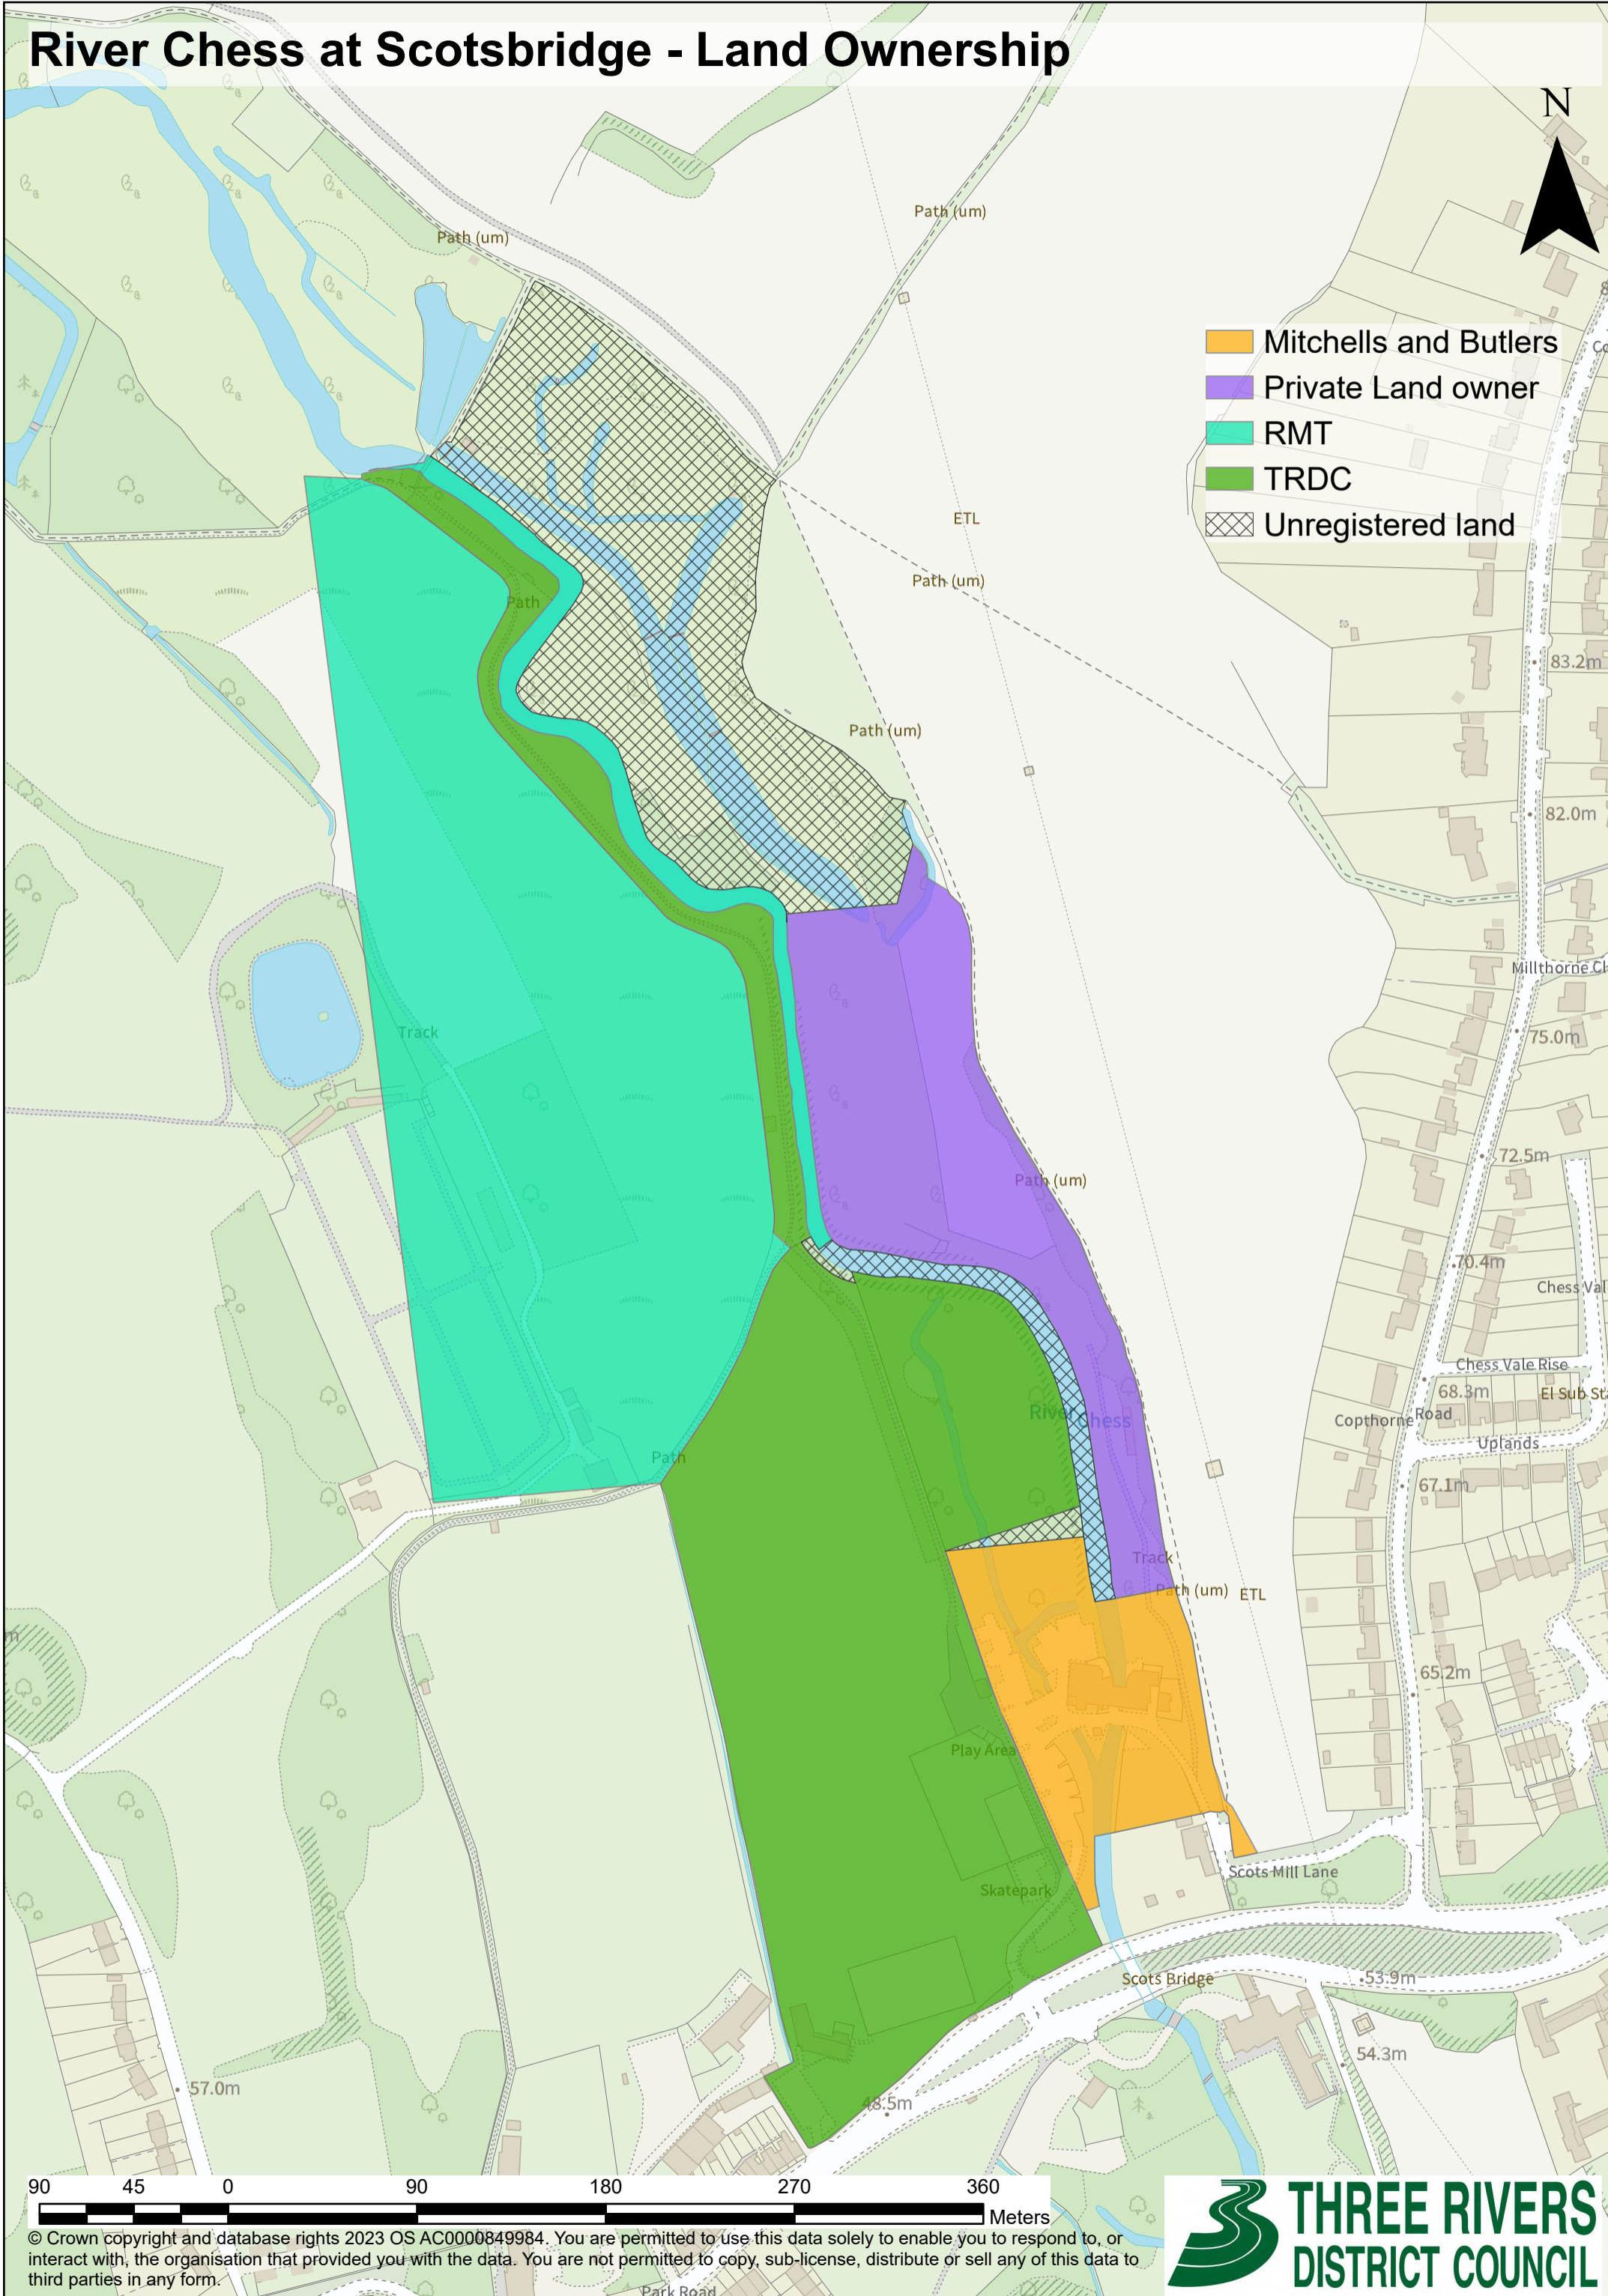 River Chess at Scotsbridge - Land Ownership
N
Path (um)
Path (um)
Mitchells and Butlers
Private Land owner
RMT
TRDC
Unregistered land
ETL
Path (um)
Path
83.2m
Path (um)
82.0m
Millthorne Cl
Track
75.0m
72.5m
Path (um)
70.4m
Chess Val
Chess Vale Rise
68.3m
El Sub Sta
River Chess
Copthorne Road
Uplands
Path
67.1m
Track
Path (um)
ETL
m
65.2m
Play Area
Scots Mill Lane
Skatepark
Scots Bridge
53.9m
54.3m
57.0m
48.5m
90 45 0 90 180 270 360
Meters
© Crown copyright and database rights 2023 OS AC0000849984. You are permitted to use this data solely to enable you to respond to, or
interact with, the organisation that provided you with the data. You are not permitted to copy, sub-license, distribute or sell any of this data to
third parties in any form.
Park Road
THREE RIVERS
DISTRICT COUNCIL